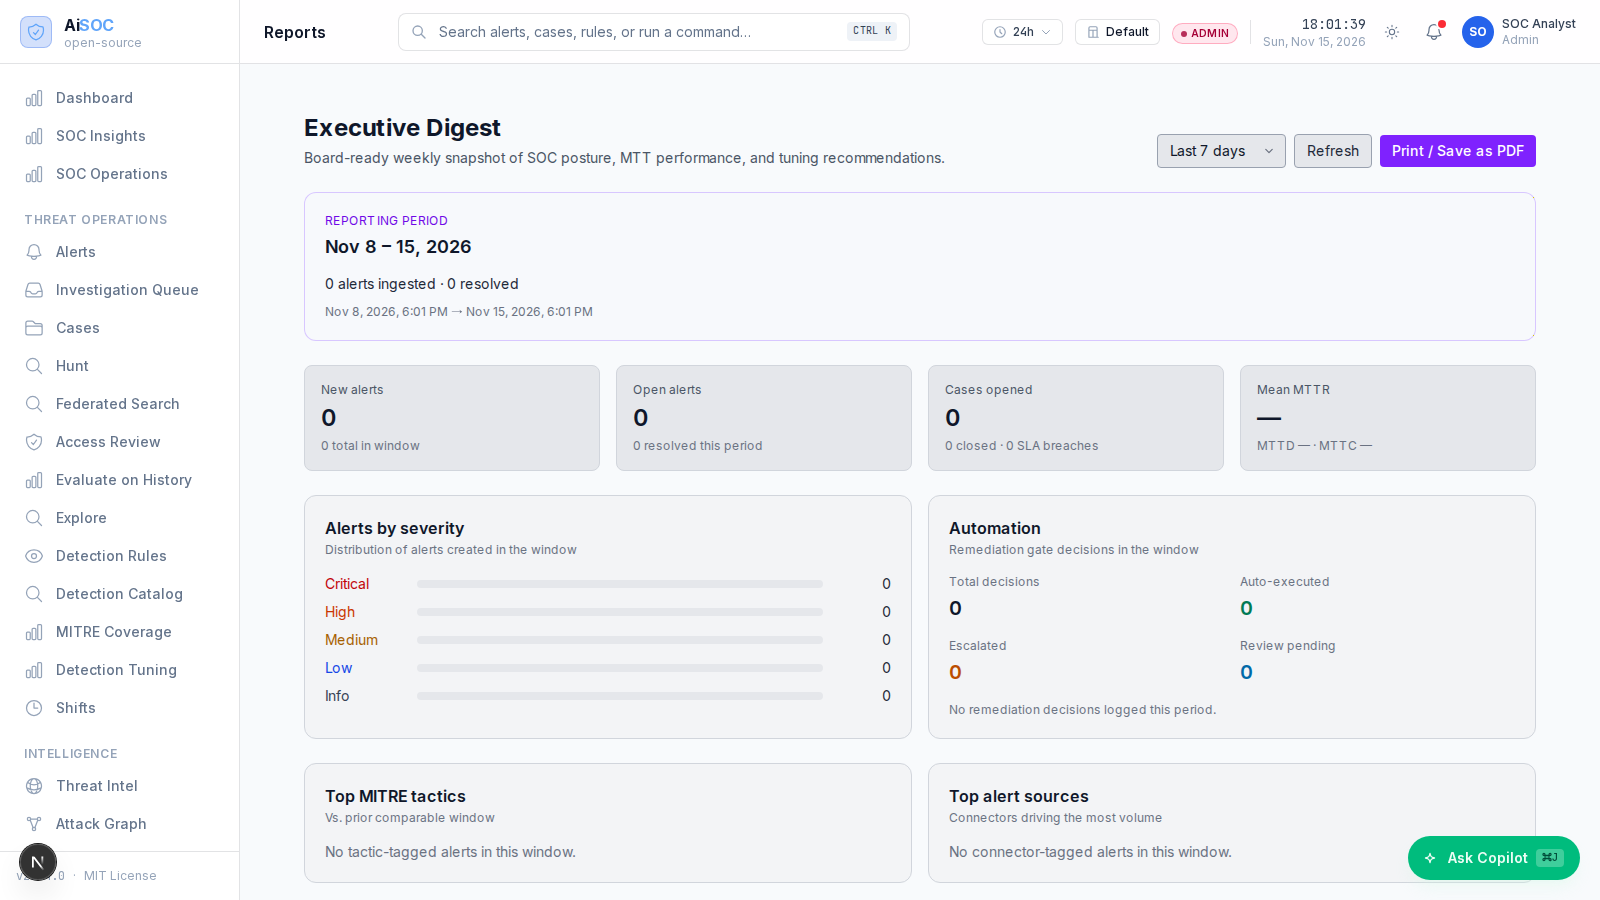 AiSOC
open-source
Reports
Search alerts, cases, rules, or run a command...
CTRL K
24h
Default
ADMIN
18:01:39
Sun, Nov 15, 2026
SO
SOC Analyst
Admin
Dashboard
SOC Insights
SOC Operations
THREAT OPERATIONS
Alerts
Investigation Queue
Cases
Hunt
Federated Search
Access Review
Evaluate on History
Explore
Detection Rules
Detection Catalog
MITRE Coverage
Detection Tuning
Shifts
INTELLIGENCE
Threat Intel
Attack Graph
N
· MIT License
Executive Digest
Board-ready weekly snapshot of SOC posture, MTT performance, and tuning recommendations.
Last 7 days
Refresh
Print / Save as PDF
REPORTING PERIOD
Nov 8 – 15, 2026
0 alerts ingested · 0 resolved
Nov 8, 2026, 6:01 PM → Nov 15, 2026, 6:01 PM
New alerts
0
0 total in window
Open alerts
0
0 resolved this period
Cases opened
0
0 closed · 0 SLA breaches
Mean MTTR
—
MTTD — · MTTC —
Alerts by severity
Distribution of alerts created in the window
Critical 0
High 0
Medium 0
Low 0
Info 0
Automation
Remediation gate decisions in the window
Total decisions
0
Auto-executed
0
Escalated
0
Review pending
0
No remediation decisions logged this period.
Top MITRE tactics
Vs. prior comparable window
No tactic-tagged alerts in this window.
Top alert sources
Connectors driving the most volume
No connector-tagged alerts in this window.
Ask Copilot ⌘J